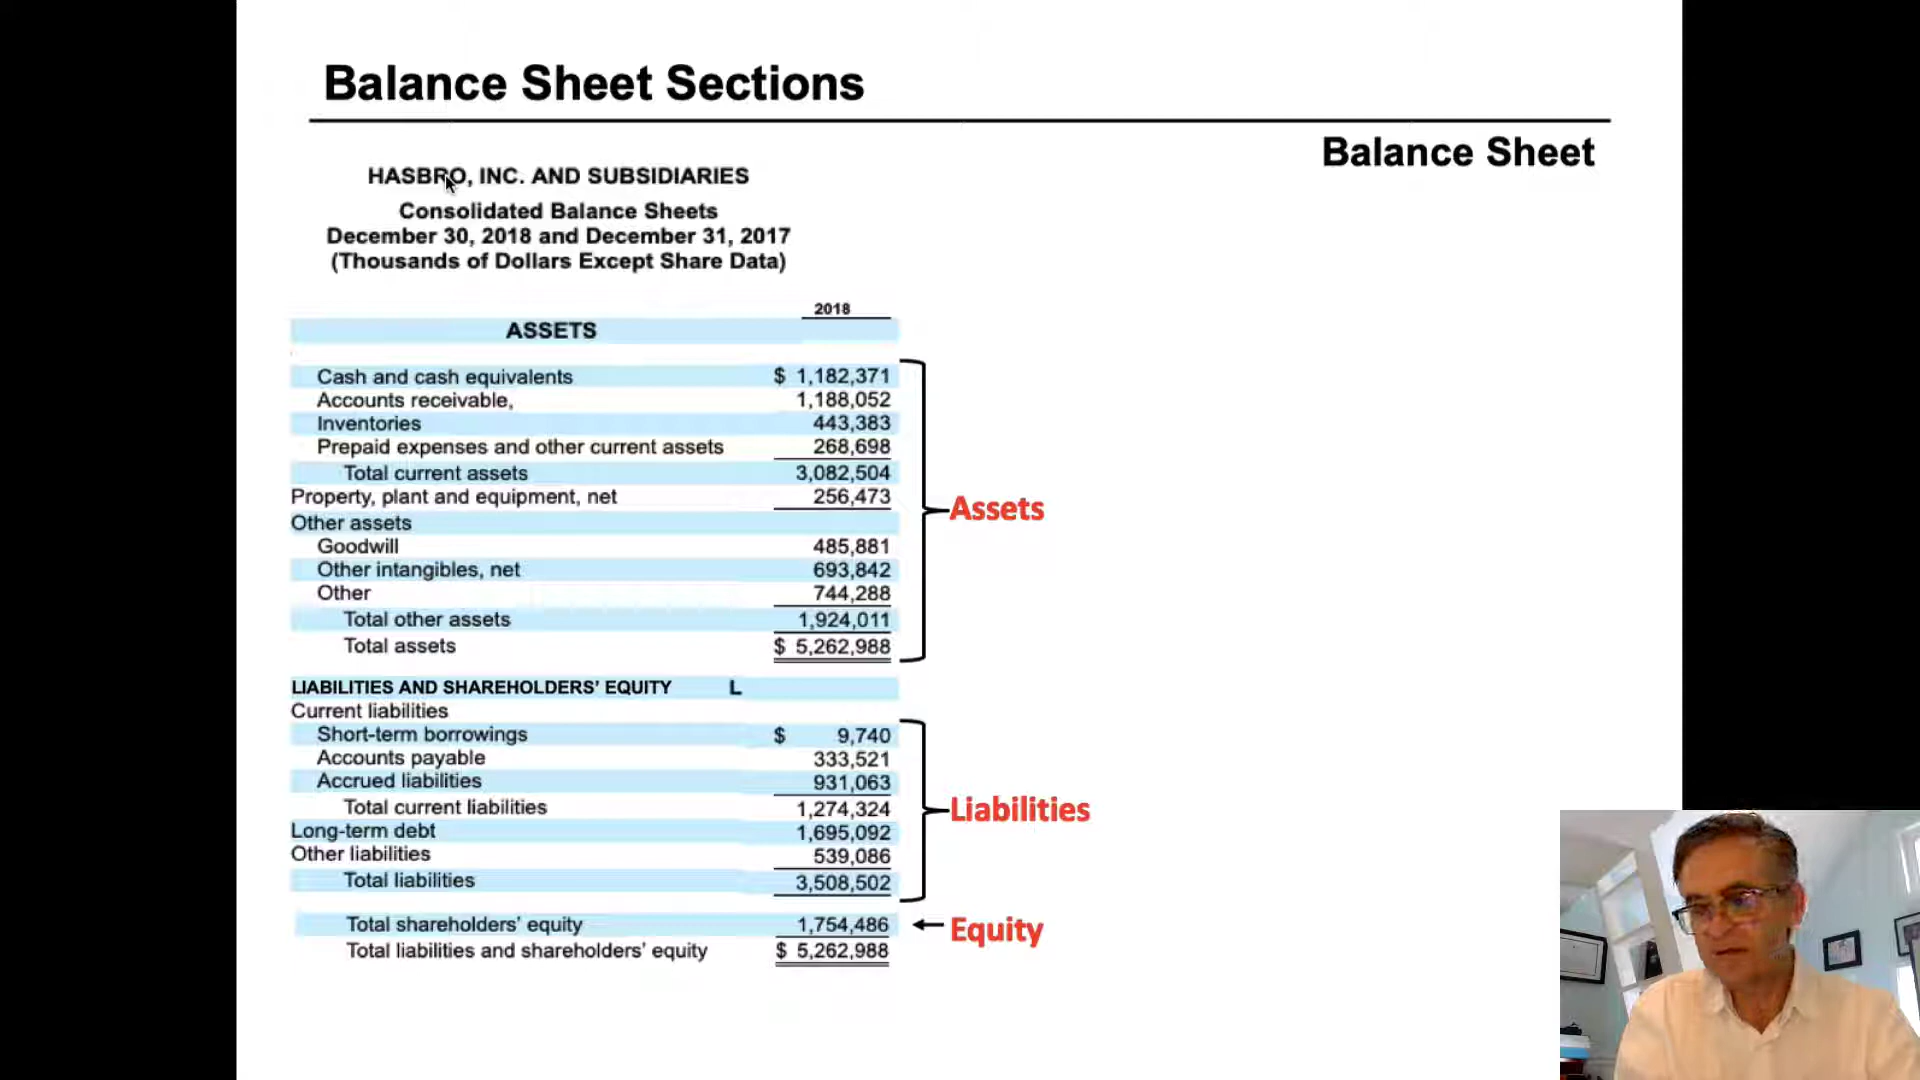 Balance Sheet Sections
Balance Sheet
HASBRO, INC. AND SUBSIDIARIES
Consolidated Balance Sheets
December 30, 2018 and December 31, 2017
(Thousands of Dollars Except Share Data)
2018
ASSETS
Cash and cash equivalents $ 1,182,371
Accounts receivable, 1,188,052
Inventories 443,383
Prepaid expenses and other current assets 268,698
Total current assets 3,082,504
Property, plant and equipment, net 256,473
Assets
Other assets
Goodwill 485,881
Other intangibles, net 693,842
Other 744,288
Total other assets 1,924,011
Total assets $ 5,262,988
LIABILITIES AND SHAREHOLDERS' EQUITY L
Current liabilities
Short-term borrowings $ 9,740
Accounts payable 333,521
Accrued liabilities 931,063
Total current liabilities 1,274,324
Liabilities
Long-term debt 1,695,092
Other liabilities 539,086
Total liabilities 3,508,502
Total shareholders' equity 1,754,486
Equity
Total liabilities and shareholders' equity $ 5,262,988